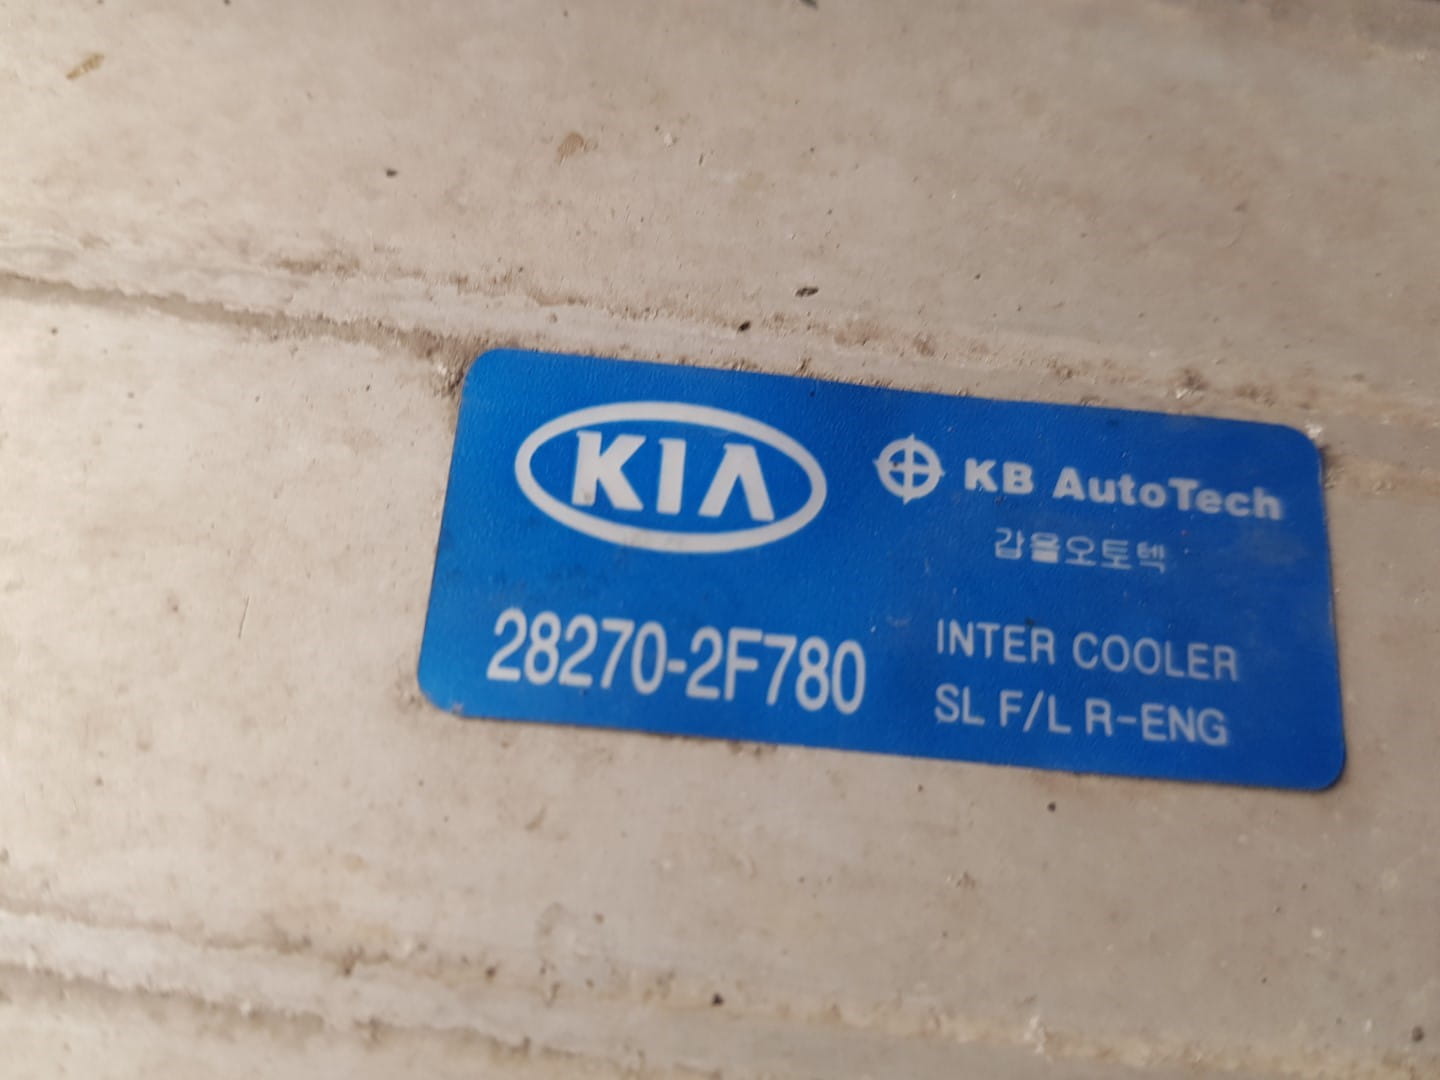 KIA
KB AutoTech
갑을오토텍
28270-2F780
INTER COOLER
SL F/L R-ENG